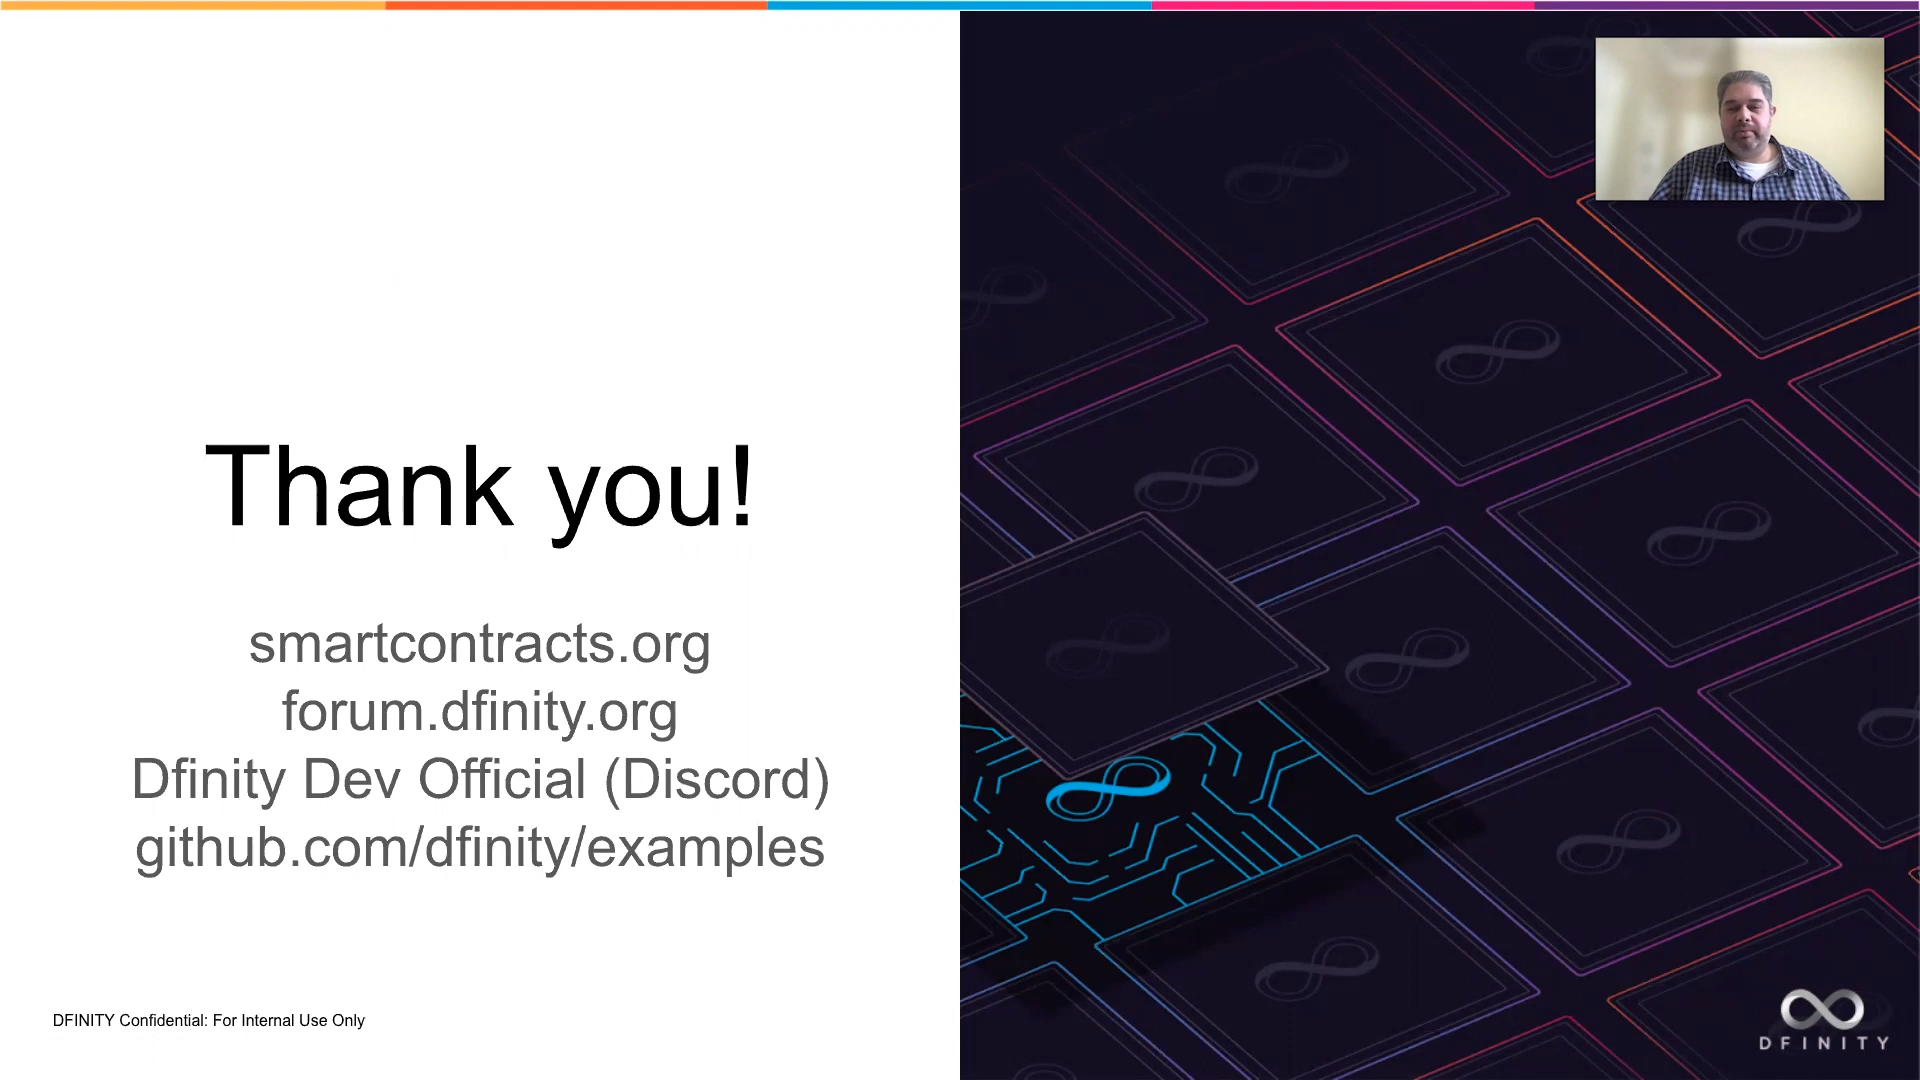 Thank you!
smartcontracts.org
forum.dfinity.org
Dfinity Dev Official (Discord)
github.com/dfinity/examples
DFINITY Confidential: For Internal Use Only
DFINITY